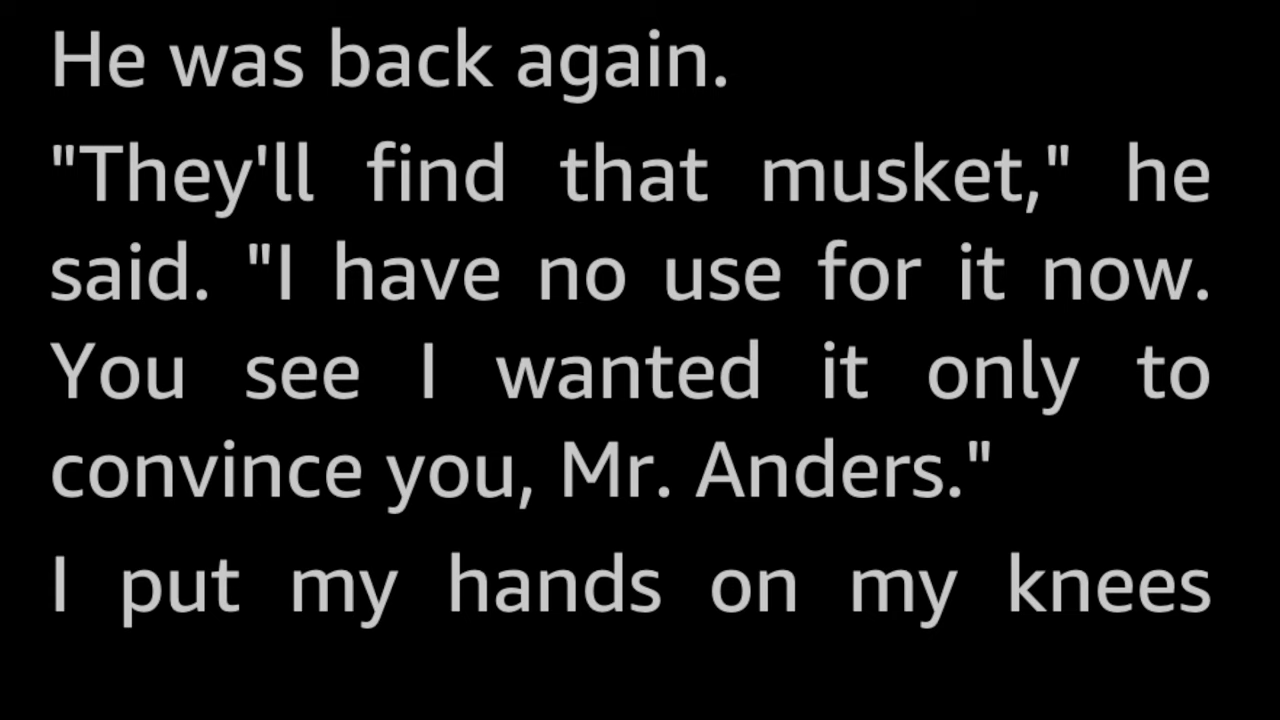 He was back again.
"They'll find that musket," he
said. "I have no use for it now.
You see I wanted it only to
convince you, Mr. Anders."
I put my hands on my knees